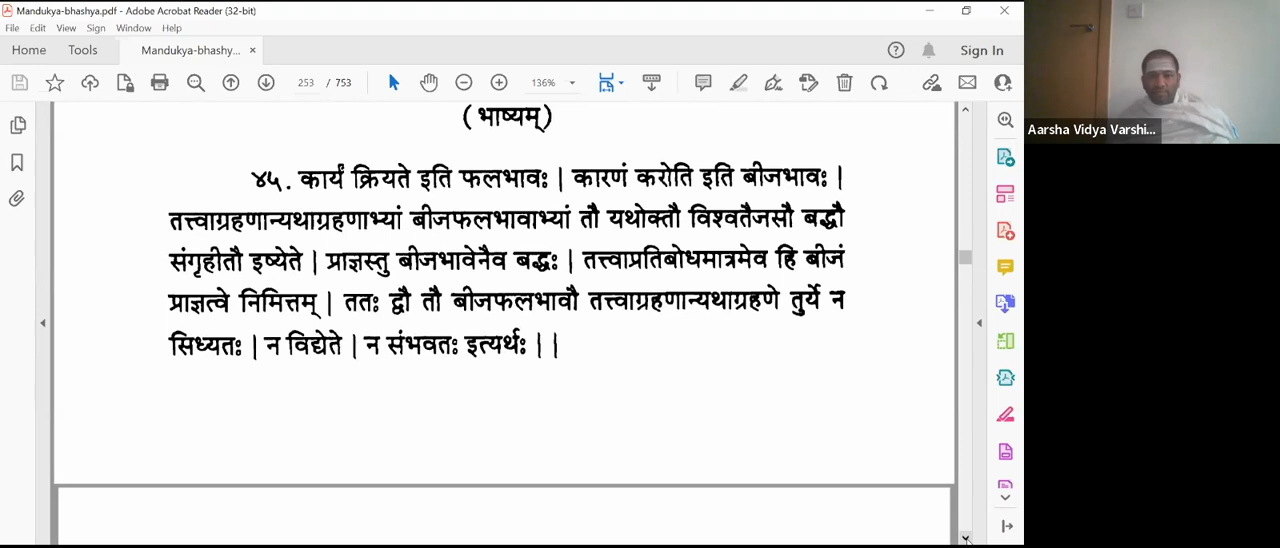 Mandukya-bhashya.pdf - Adobe Acrobat Reader (32-bit)
File Edit View Sign Window Help
Home Tools Mandukya-bhashy... × Sign In
253 / 753 136%
( भाष्यम्)
४५. कार्यं क्रियते इति फलभावः | कारणं करोति इति बीजभावः |
तत्त्वाग्रहणान्यथाग्रहणाभ्यां बीजफलभावाभ्यां तौ यथोक्तौ विश्वतैजसौ बद्धौ
संगृहीतौ इष्येते | प्राज्ञस्तु बीजभावेनैव बद्धः | तत्त्वाप्रतिबोधमात्रमेव हि बीजं
प्राज्ञत्वे निमित्तम् | ततः द्वौ तौ बीजफलभावौ तत्त्वाग्रहणान्यथाग्रहणे तुर्ये न
सिध्यतः | न विद्येते | न संभवतः इत्यर्थः | |
Aarsha Vidya Varshi...